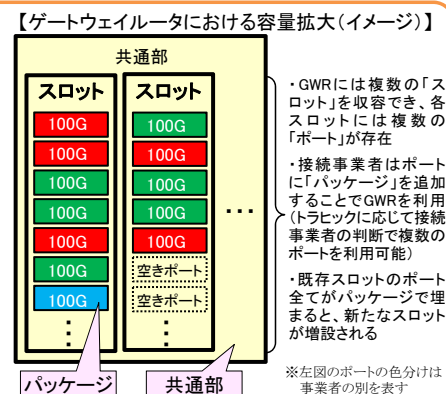 【ゲートウェイルータにおける容量拡大（イメージ）】
共通部
スロット
100G
100G
100G
100G
100G
100G
100G
⋮
スロット
100G
100G
100G
100G
100G
空きポート
空きポート
⋮
・・・
パッケージ
共通部
・GWRには複数の「ス
ロット」を収容でき、各
スロットには複数の
「ポート」が存在
・接続事業者はポート
に「パッケージ」を追加
することでGWRを利用
（トラヒックに応じて接続
事業者の判断で複数の
ポートを利用可能）
・既存スロットのポート
全てがパッケージで埋
まると、新たなスロット
が増設される
※左図のポートの色分けは
事業者の別を表す